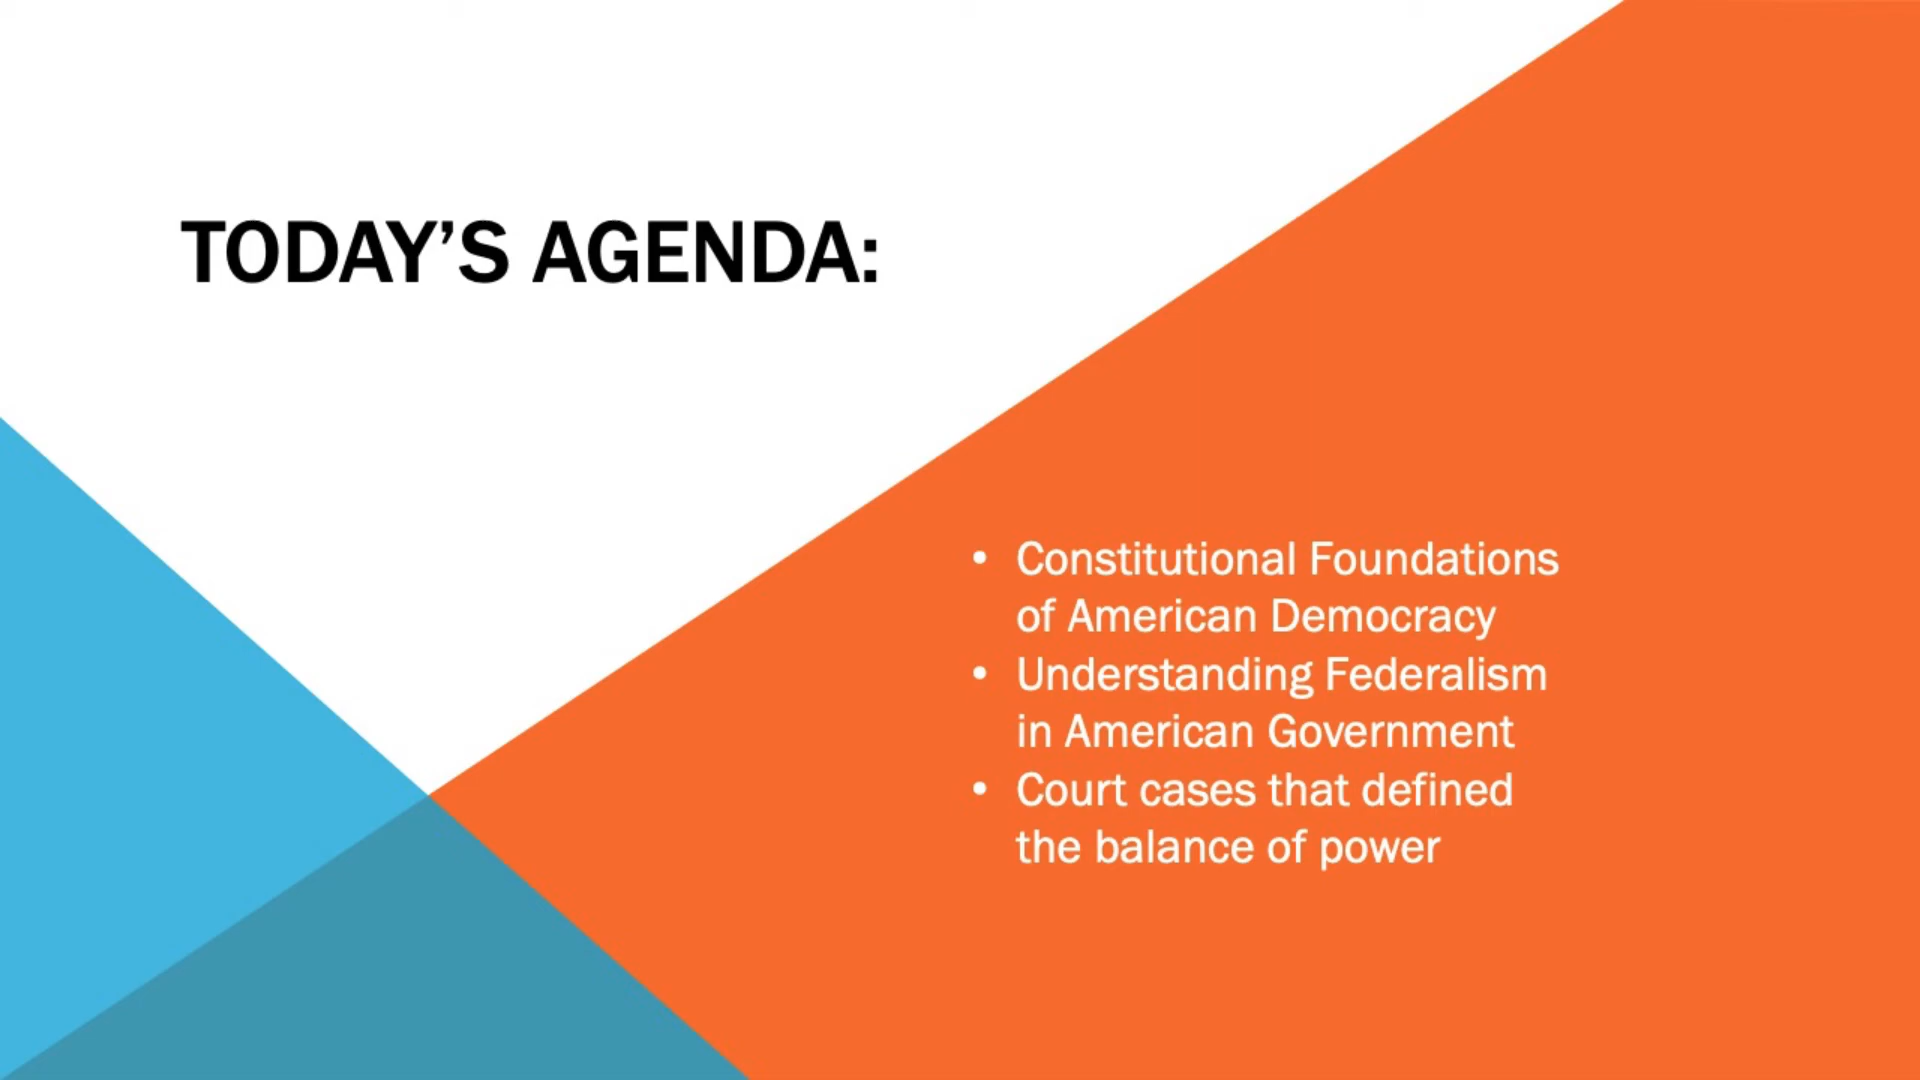 TODAY’S AGENDA:
• Constitutional Foundations
of American Democracy
• Understanding Federalism
in American Government
• Court cases that defined
the balance of power